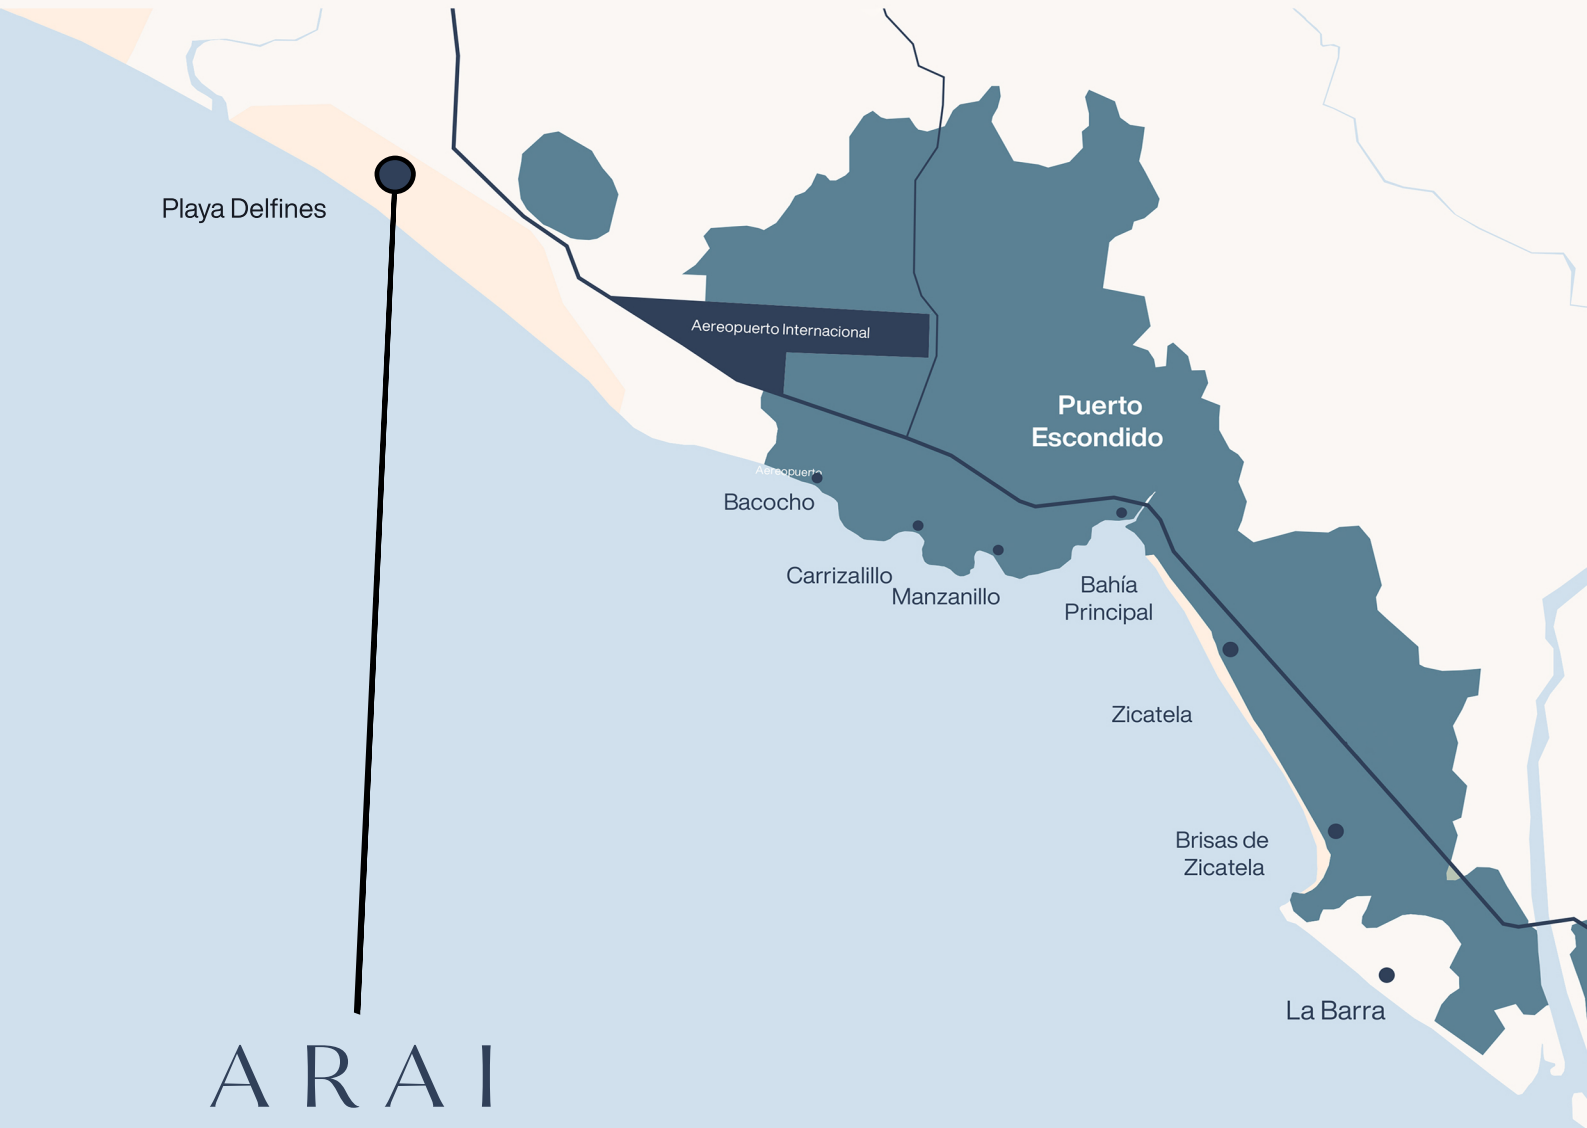 Playa Delfines
Aereopuerto Internacional
Puerto
Escondido
Aereopuerto
Bacocho
Carrizalillo
Manzanillo
Bahía
Principal
Zicatela
Brisas de
Zicatela
La Barra
ARAI